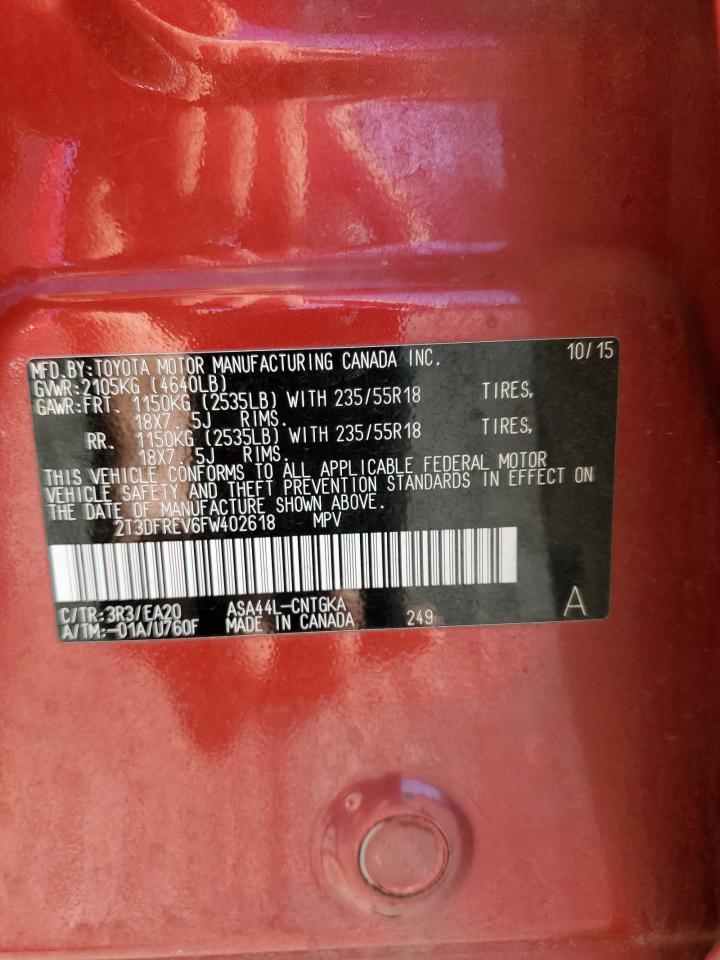 MFD.BY:TOYOTA MOTOR MANUFACTURING CANADA INC. 10/15
GVWR:2105KG (4640LB)
GAWR:FRT. 1150KG (2535LB) WITH 235/55R18 TIRES,
18X7. 5J RIMS.
RR. 1150KG (2535LB) WITH 235/55R18 TIRES,
18X7. 5J RIMS.
THIS VEHICLE CONFORMS TO ALL APPLICABLE FEDERAL MOTOR
VEHICLE SAFETY AND THEFT PREVENTION STANDARDS IN EFFECT ON
THE DATE OF MANUFACTURE SHOWN ABOVE.
2T3DFREV6FW402618 MPV
C/TR:3R3/EA20 ASA44L-CNTGKA A
A/TM:-01A/U760F MADE IN CANADA 249